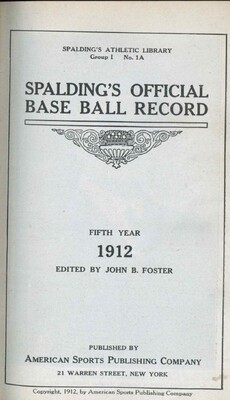 SPALDING'S ATHLETIC LIBRARY
Group I No. 1A
SPALDING'S OFFICIAL
BASE BALL RECORD
FIFTH YEAR
1912
EDITED BY JOHN B. FOSTER
PUBLISHED BY
AMERICAN SPORTS PUBLISHING COMPANY
21 WARREN STREET, NEW YORK
Copyright, 1912, by American Sports Publishing Company